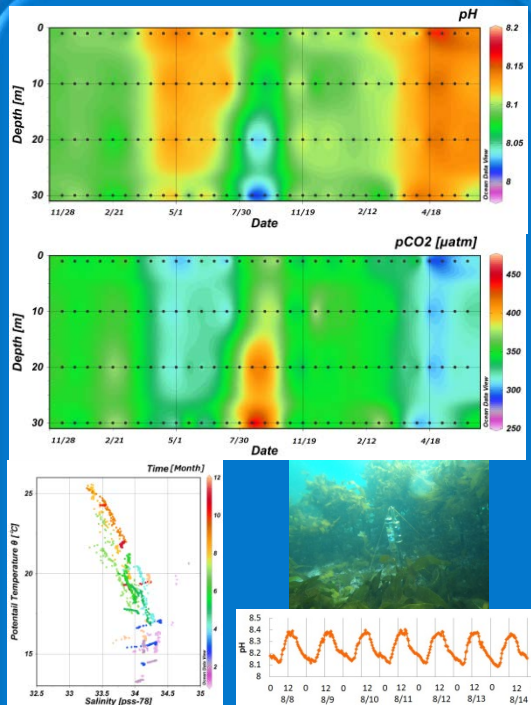 pH
0
10
20
30
Depth [m]
11/28 2/21 5/1 7/30 11/19 2/12 4/18
Date
8.2
8.15
8.1
8.05
8
Ocean Data View
pCO2 [µatm]
0
10
20
30
Depth [m]
11/28 2/21 5/1 7/30 11/19 2/12 4/18
Date
450
400
350
300
250
Ocean Data View
Time [Month]
25
20
15
Potentail Temperature θ [°C]
32.5 33 33.5 34 34.5 35
Salinity [pss-78]
12
10
8
6
4
2
Ocean Data View
8.5
8.4
8.3
8.2
8.1
8
pH
0 12 0 12 0 12 0 12 0 12 0 12 0 12
8/8 8/9 8/10 8/11 8/12 8/13 8/14